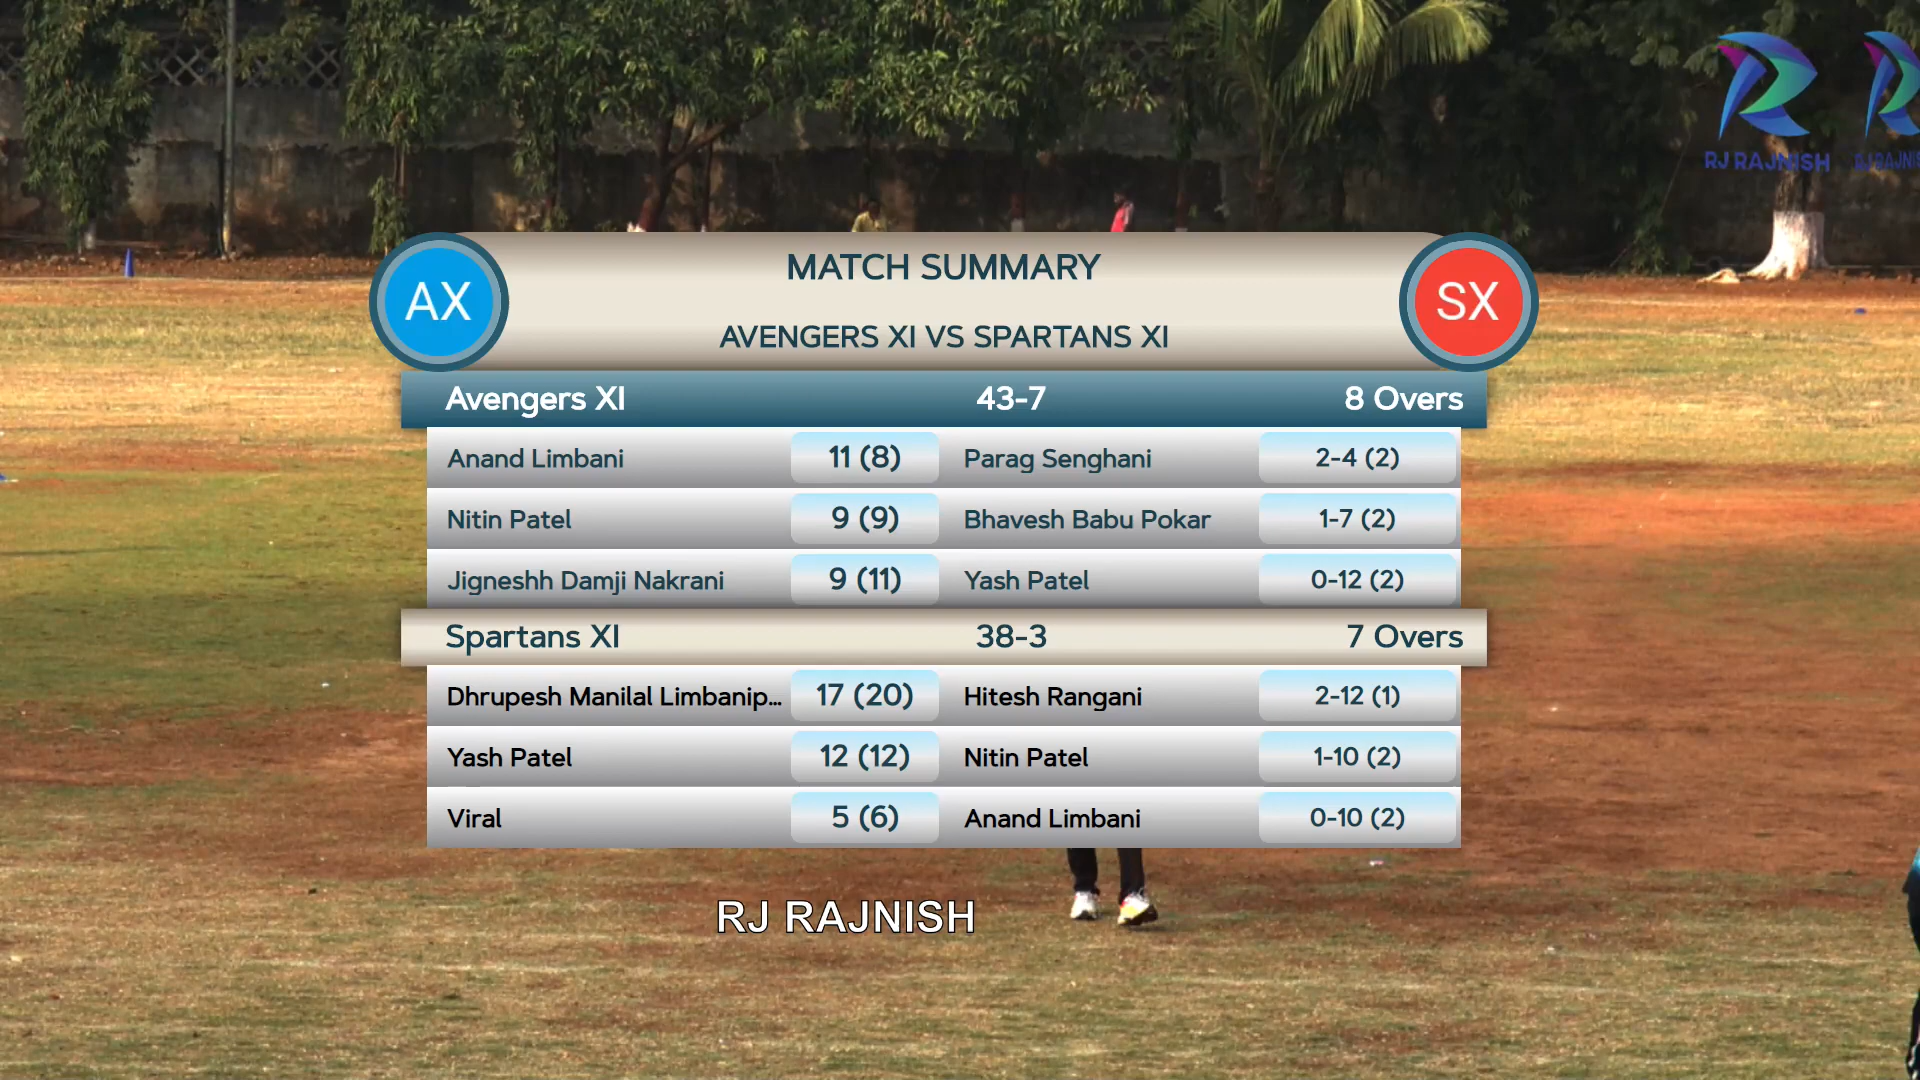 RJ RAJNISH
RJ RAJNIS
AX
MATCH SUMMARY
SX
AVENGERS XI VS SPARTANS XI
Avengers XI 43-7 8 Overs
Anand Limbani 11 (8) Parag Senghani 2-4 (2)
Nitin Patel 9 (9) Bhavesh Babu Pokar 1-7 (2)
Jigneshh Damji Nakrani 9 (11) Yash Patel 0-12 (2)
Spartans XI 38-3 7 Overs
Dhrupesh Manilal Limbanip... 17 (20) Hitesh Rangani 2-12 (1)
Yash Patel 12 (12) Nitin Patel 1-10 (2)
Viral 5 (6) Anand Limbani 0-10 (2)
RJ RAJNISH